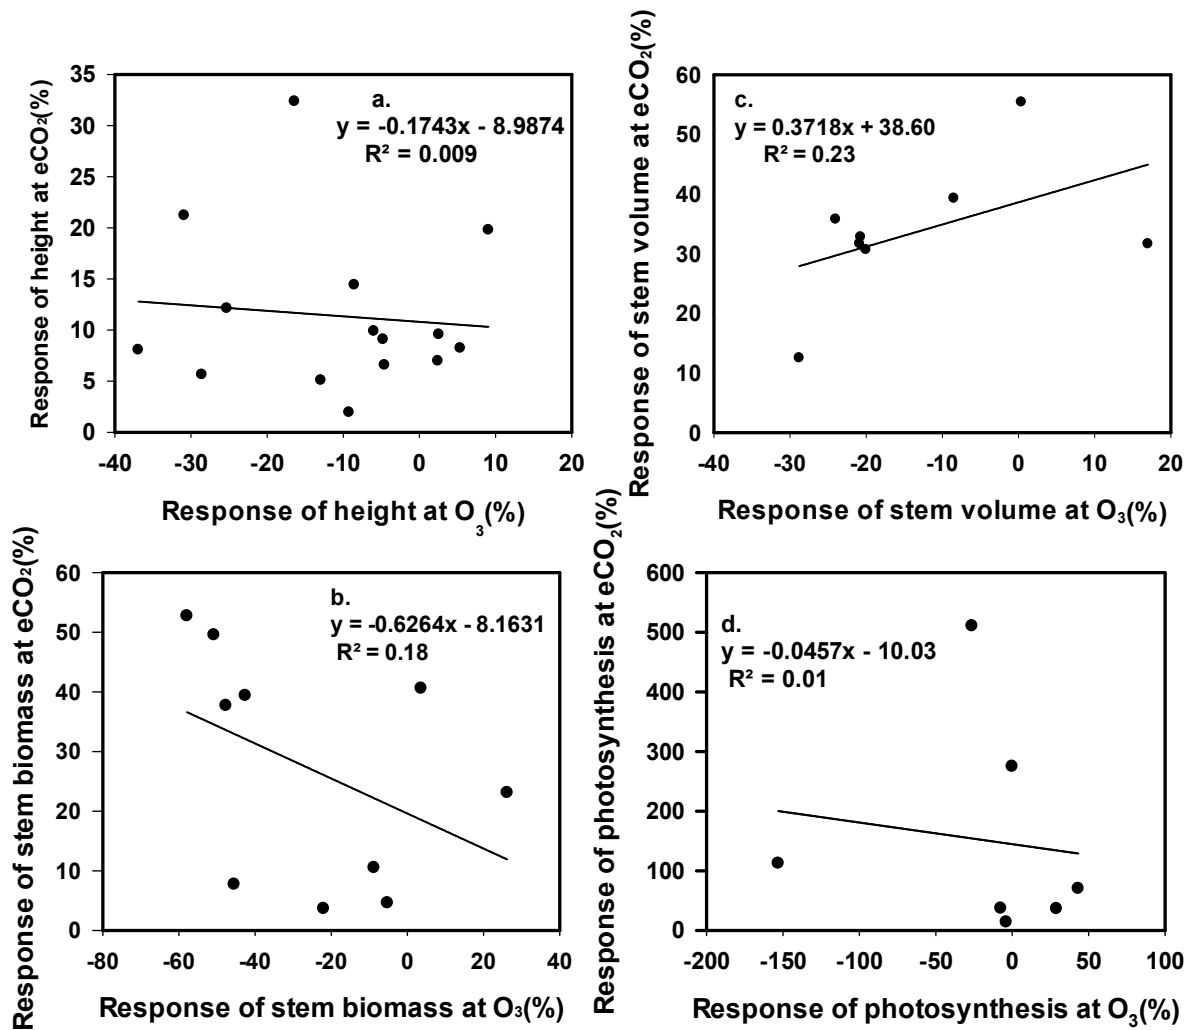 Response of height at eCO₂(%)
35
30
25
20
15
10
5
0
a.
y = -0.1743x - 8.9874
R² = 0.009
-40 -30 -20 -10 0 10 20
Response of height at O₃(%)
Response of stem volume at eCO₂(%)
60
50
40
30
20
10
0
c.
y = 0.3718x + 38.60
R² = 0.23
-40 -30 -20 -10 0 10 20
Response of stem volume at O₃(%)
Response of stem biomass at eCO₂(%)
60
50
40
30
20
10
0
b.
y = -0.6264x - 8.1631
R² = 0.18
-80 -60 -40 -20 0 20 40
Response of stem biomass at O₃(%)
Response of photosynthesis at eCO₂(%)
600
500
400
300
200
100
0
d.
y = -0.0457x - 10.03
R² = 0.01
-200 -150 -100 -50 0 50 100
Response of photosynthesis at O₃(%)